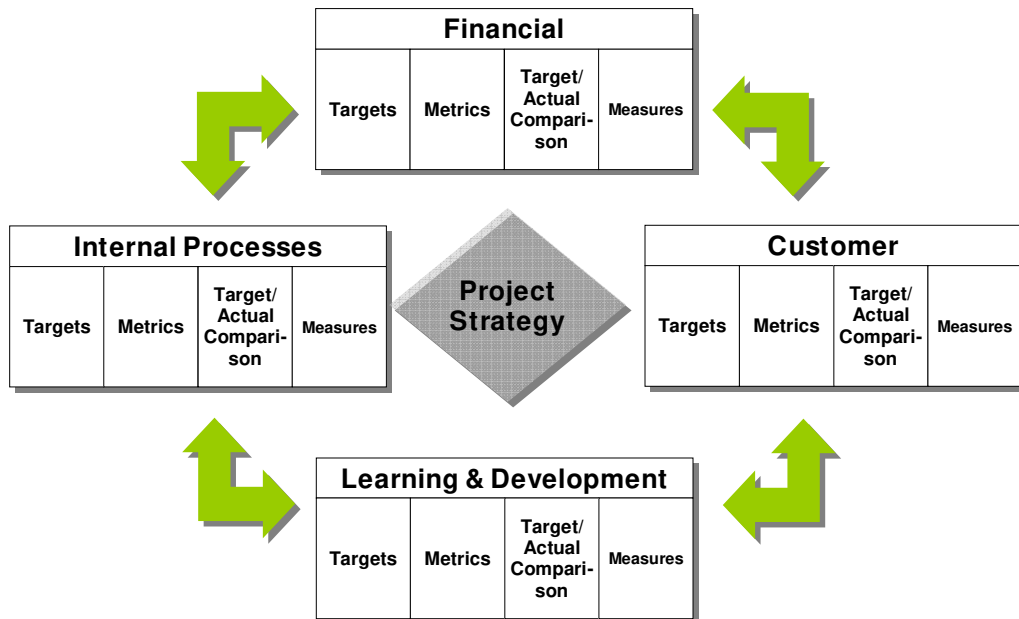 Financial
Targets
Metrics
Target/
Actual
Compari-
son
Measures
Internal Processes
Targets
Metrics
Target/
Actual
Compari-
son
Measures
Project
Strategy
Customer
Targets
Metrics
Target/
Actual
Compari-
son
Measures
Learning & Development
Targets
Metrics
Target/
Actual
Compari-
son
Measures